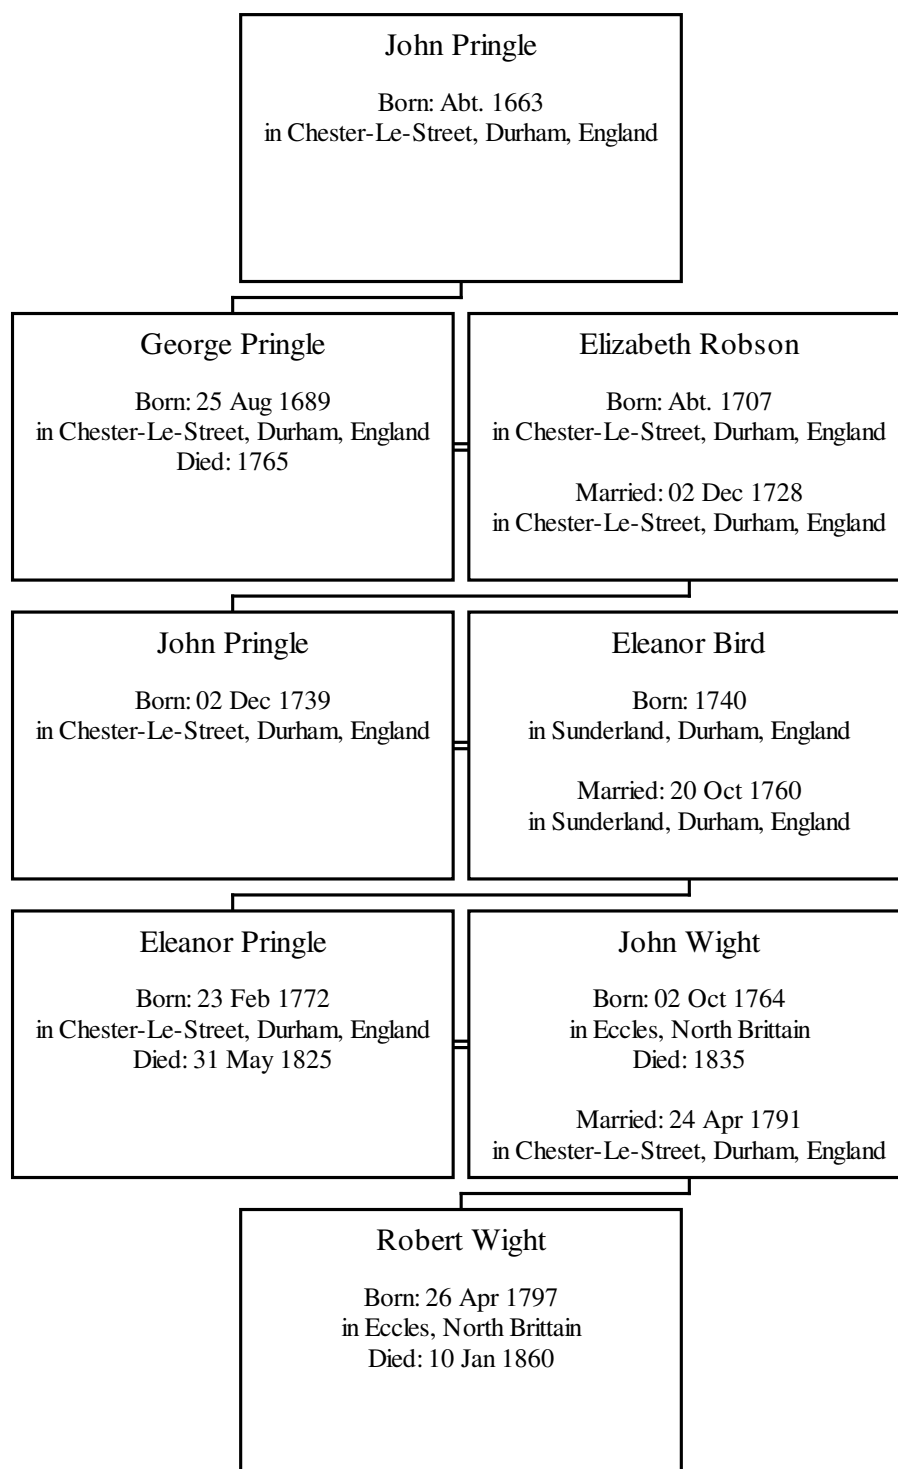 John Pringle
Born: Abt. 1663
in Chester-Le-Street, Durham, England
George Pringle
Born: 25 Aug 1689
in Chester-Le-Street, Durham, England
Died: 1765
Elizabeth Robson
Born: Abt. 1707
in Chester-Le-Street, Durham, England
Married: 02 Dec 1728
in Chester-Le-Street, Durham, England
John Pringle
Born: 02 Dec 1739
in Chester-Le-Street, Durham, England
Eleanor Bird
Born: 1740
in Sunderland, Durham, England
Married: 20 Oct 1760
in Sunderland, Durham, England
Eleanor Pringle
Born: 23 Feb 1772
in Chester-Le-Street, Durham, England
Died: 31 May 1825
John Wight
Born: 02 Oct 1764
in Eccles, North Brittain
Died: 1835
Married: 24 Apr 1791
in Chester-Le-Street, Durham, England
Robert Wight
Born: 26 Apr 1797
in Eccles, North Brittain
Died: 10 Jan 1860